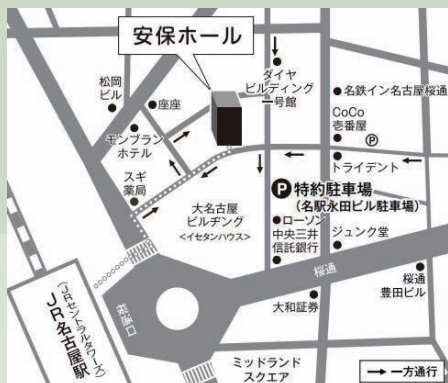 安保ホール
松岡
ビル
座座
ダイヤ
ビルディング
一号館
名鉄イン名古屋桜通
CoCo
壱番屋
P
モンブラン
ホテル
トライデント
スギ
薬局
P 特約駐車場
(名駅永田ビル駐車場)
大名古屋
ビルヂング
<イセタンハウス>
ローソン
中央三井
信託銀行
ジュンク堂
桜通
桜通
豊田ビル
大和証券
桜通口
(JRセントラルタワーズ)
JR名古屋駅
ミッドランド
スクエア
一方通行